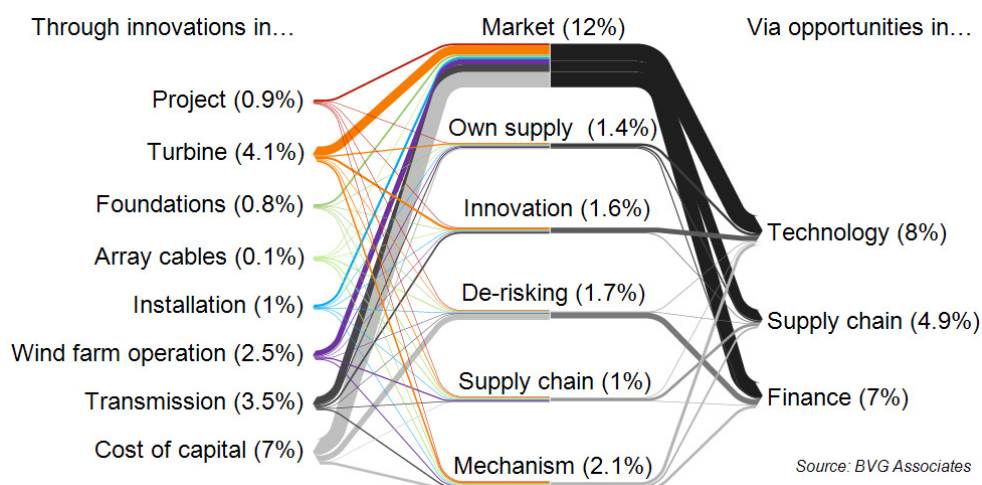 Through innovations in…
Market (12%)
Via opportunities in…
Project (0.9%)
Turbine (4.1%)
Foundations (0.8%)
Array cables (0.1%)
Installation (1%)
Wind farm operation (2.5%)
Transmission (3.5%)
Cost of capital (7%)
Own supply (1.4%)
Innovation (1.6%)
De-risking (1.7%)
Supply chain (1%)
Mechanism (2.1%)
Technology (8%)
Supply chain (4.9%)
Finance (7%)
Source: BVG Associates